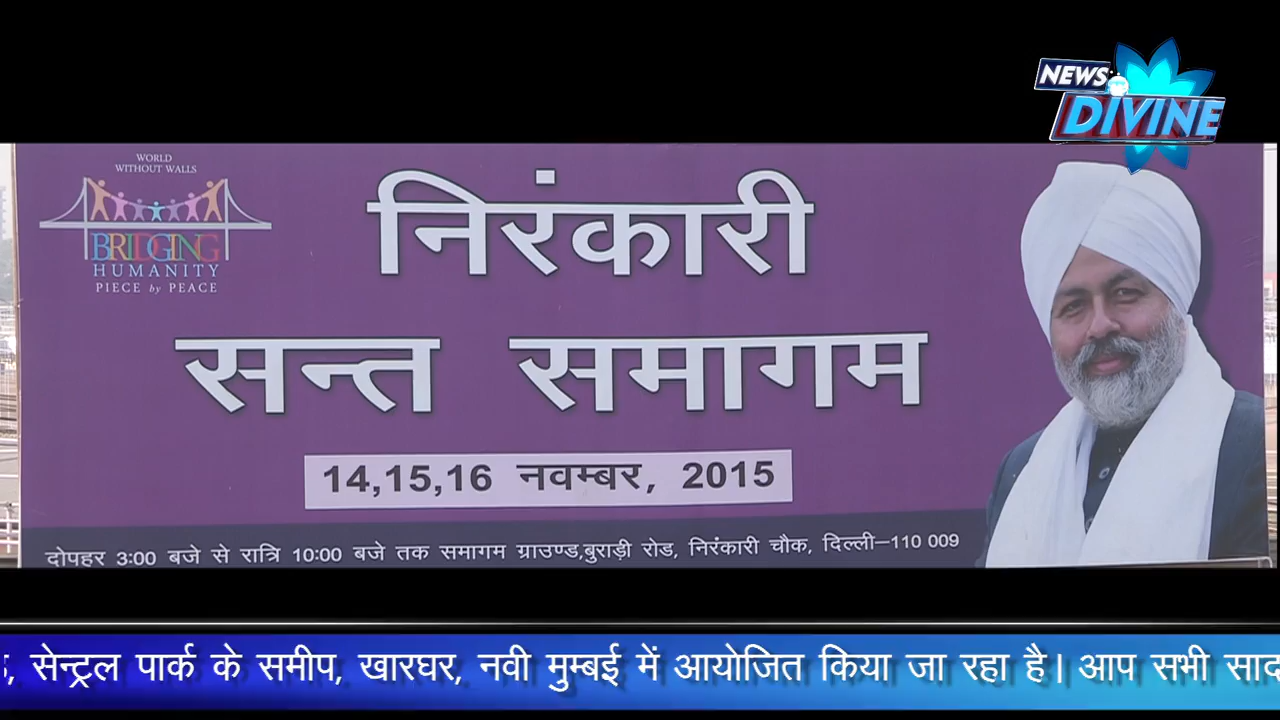 NEWS
DIVINE
WORLD
WITHOUT WALLS
BRIDGING
HUMANITY
PIECE by PEACE
निरंकारी
सन्त समागम
14,15,16 नवम्बर, 2015
दोपहर 3:00 बजे से रात्रि 10:00 बजे तक समागम ग्राउण्ड,बुराड़ी रोड, निरंकारी चौक, दिल्ली–110 009
, सेन्ट्रल पार्क के समीप, खारघर, नवी मुम्बई में आयोजित किया जा रहा है। आप सभी